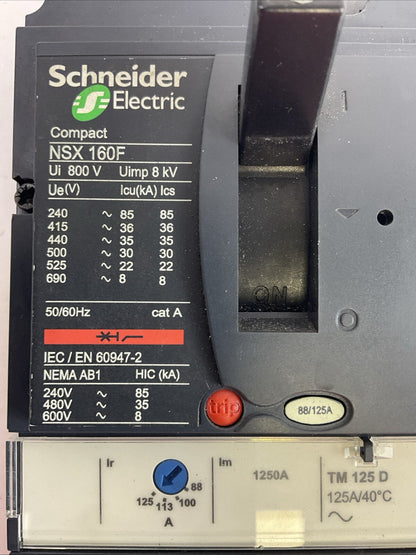 Schneider
Electric
Compact
NSX 160F
Ui 800 V Uimp 8 kV
Ue(V) Icu(kA) Ics
240 ~ 85 85
415 ~ 36 36
440 ~ 35 35
500 ~ 30 30
525 ~ 22 22
690 ~ 8 8
50/60Hz cat A
IEC / EN 60947-2
NEMA AB1 HIC (kA)
240V ~ 85
480V ~ 35
600V ~ 8
I
ON
O
trip
88/125A
Ir
88
100
113
125
A
Im
1250A
TM 125 D
125A/40°C
~